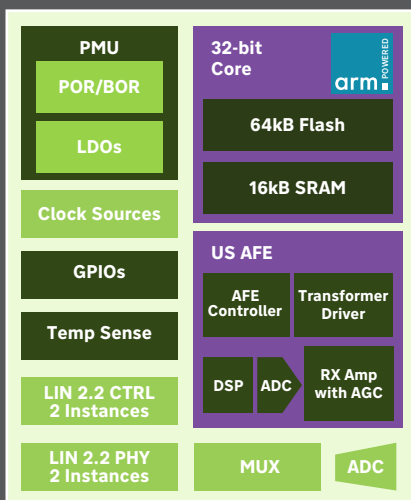 PMU
POR/BOR
LDOs
Clock Sources
GPIOs
Temp Sense
LIN 2.2 CTRL
2 Instances
LIN 2.2 PHY
2 Instances
32-bit
Core
arm
POWERED
64kB Flash
16kB SRAM
US AFE
AFE
Controller
Transformer
Driver
DSP
ADC
RX Amp
with AGC
MUX
ADC